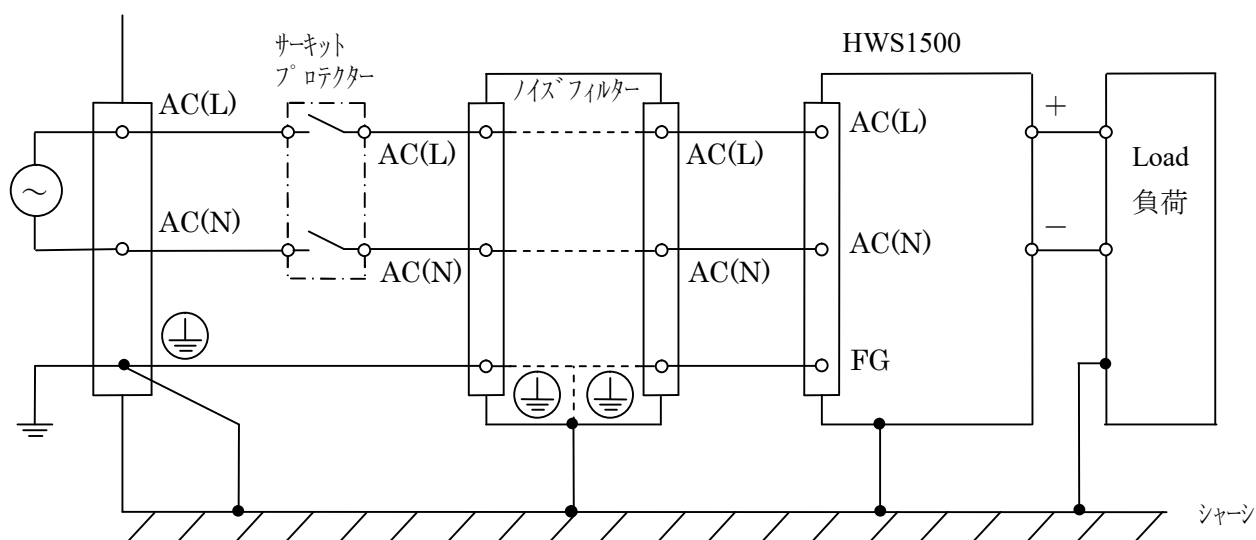 サーキット
プロテクター
HWS1500
ノイズフィルター
AC(L)
AC(L)
AC(L)
AC(L)
+
Load
負荷
~
AC(N)
AC(N)
AC(N)
AC(N)
−
FG
シャーシ